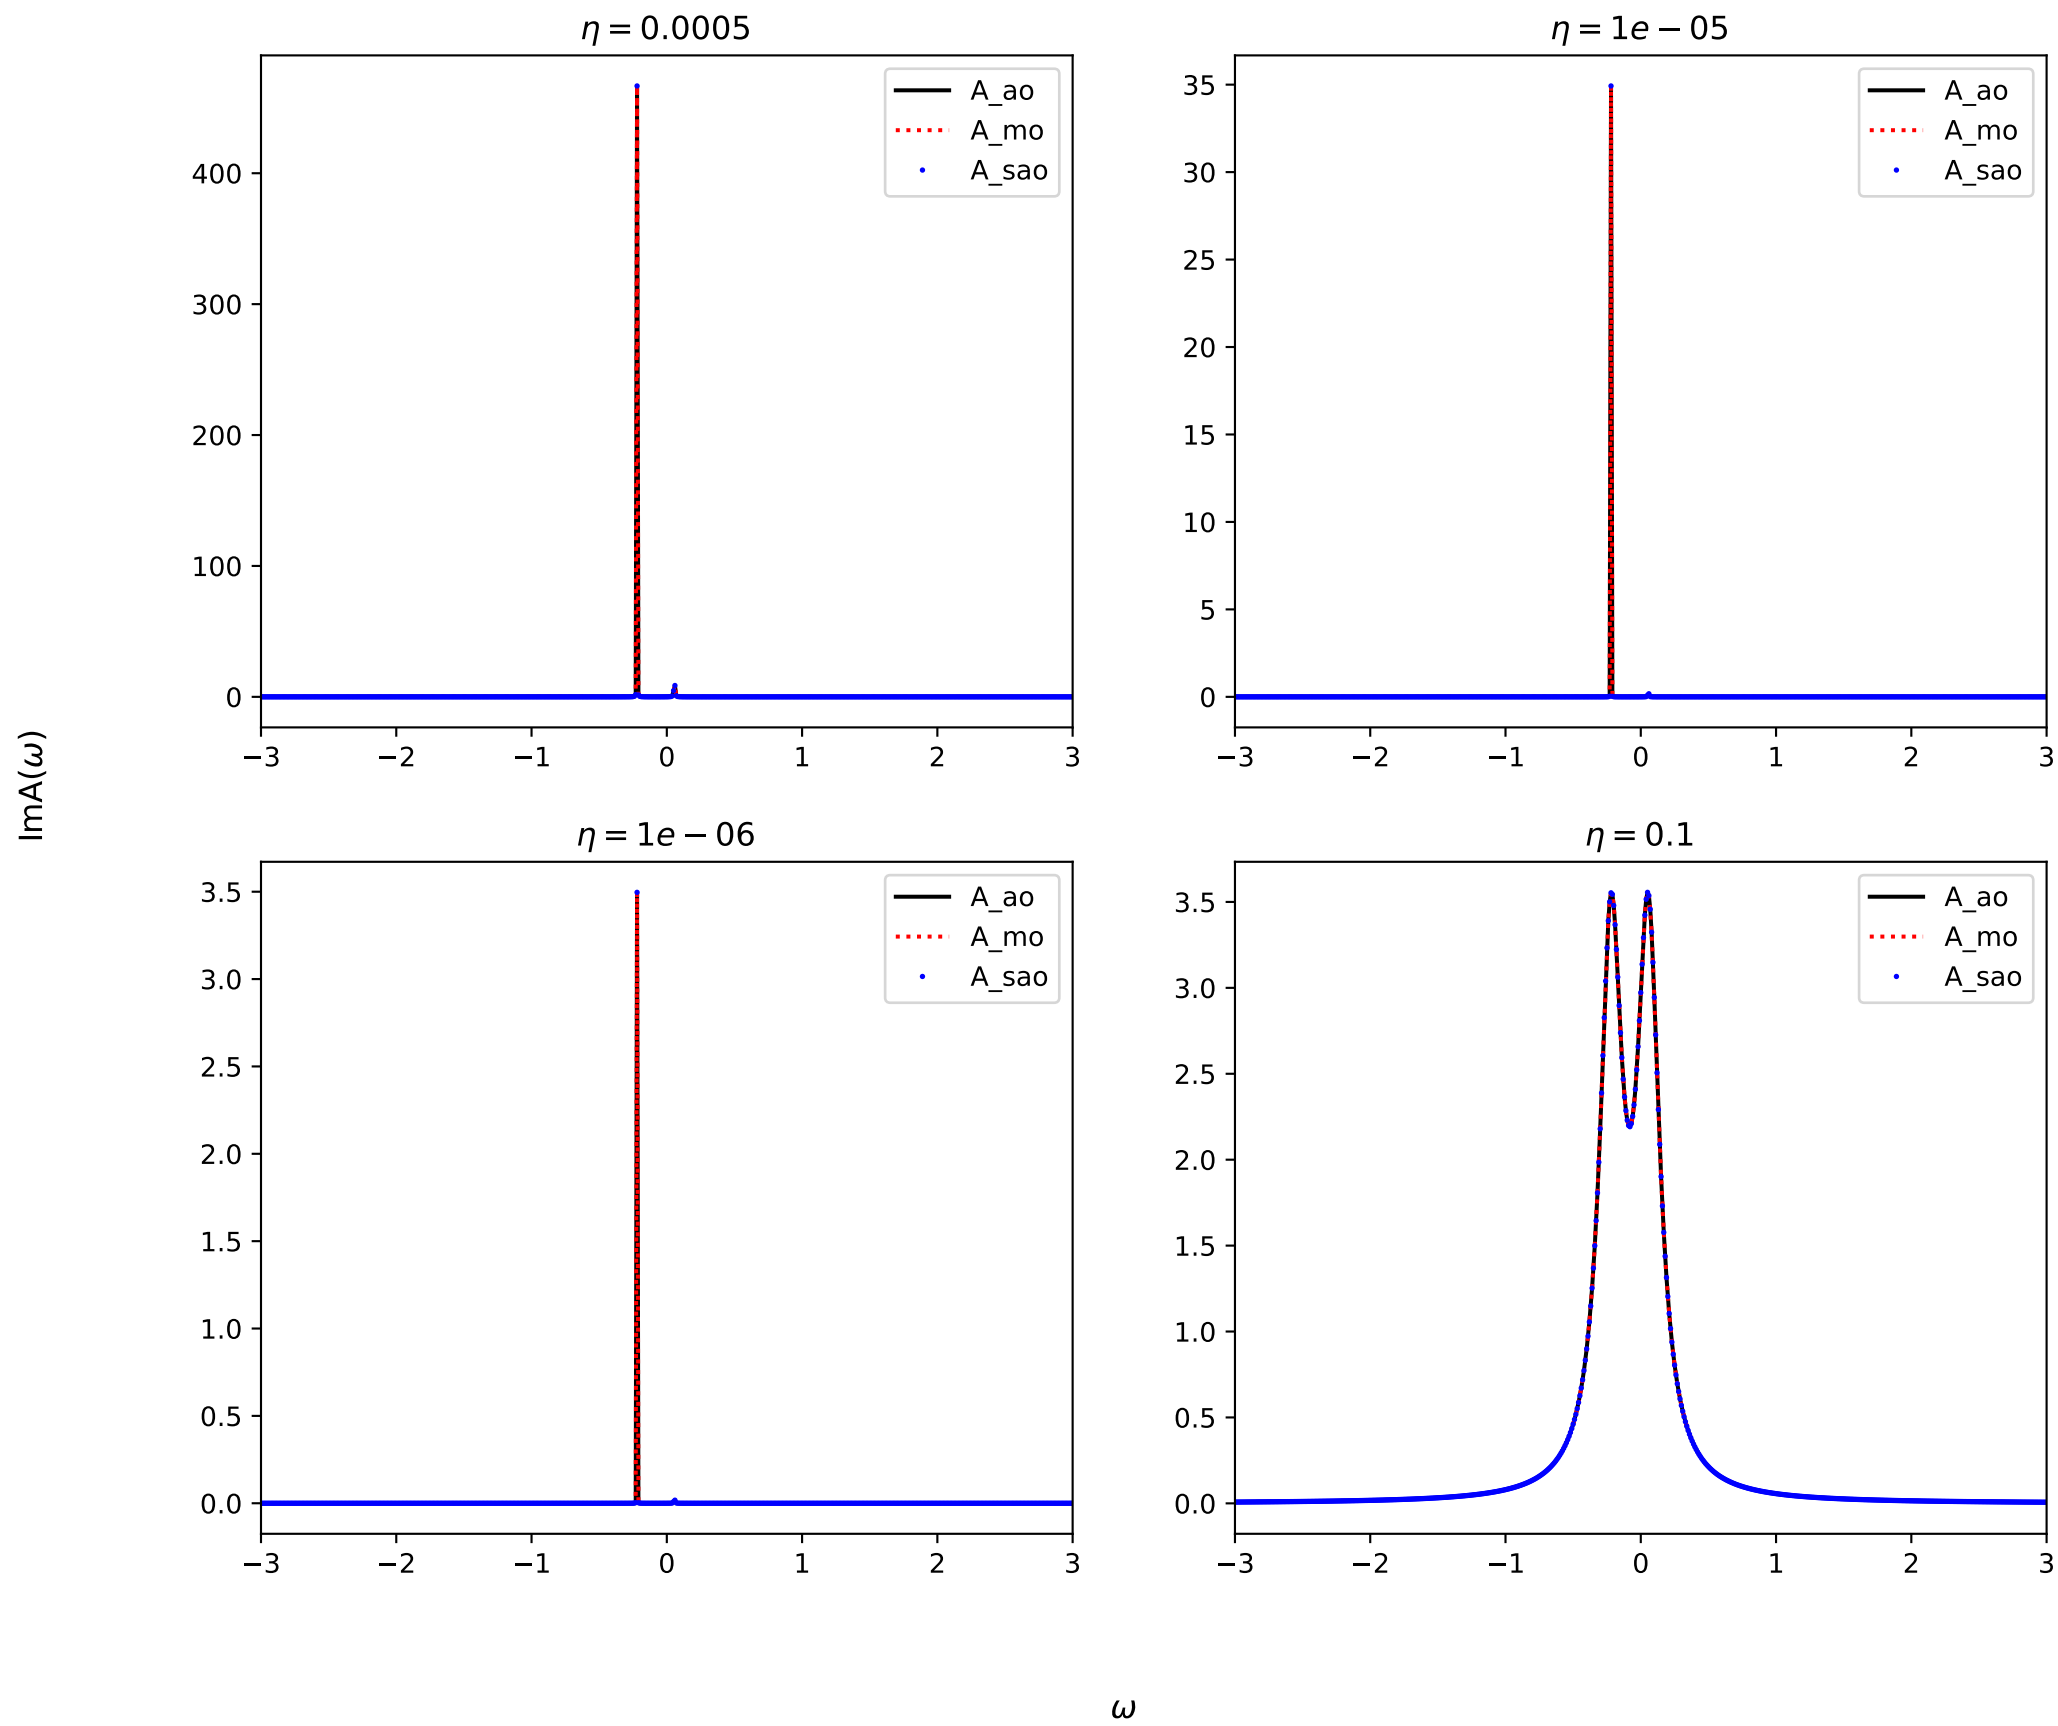 η = 0.0005
400
300
200
100
0
−3 −2 −1 0 1 2 3
A_ao
A_mo
A_sao
η = 1e − 05
35
30
25
20
15
10
5
0
−3 −2 −1 0 1 2 3
A_ao
A_mo
A_sao
ImA(ω)
η = 1e − 06
3.5
3.0
2.5
2.0
1.5
1.0
0.5
0.0
−3 −2 −1 0 1 2 3
A_ao
A_mo
A_sao
η = 0.1
3.5
3.0
2.5
2.0
1.5
1.0
0.5
0.0
−3 −2 −1 0 1 2 3
A_ao
A_mo
A_sao
ω